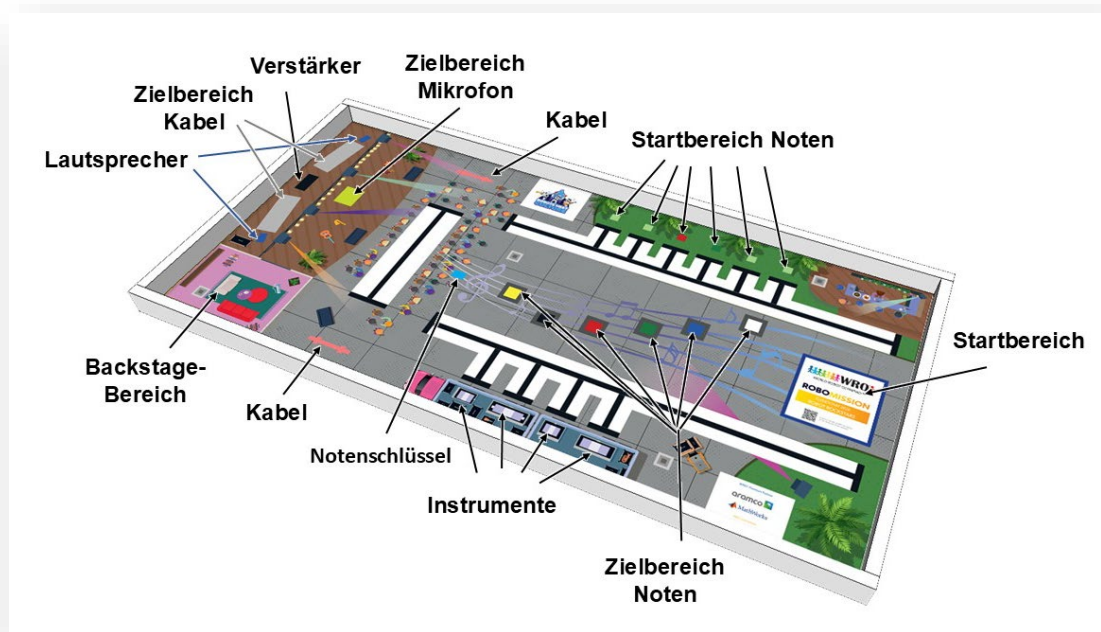 Verstärker
Zielbereich
Mikrofon
Zielbereich
Kabel
Kabel
Startbereich Noten
Lautsprecher
Startbereich
WRO
ROBOMISSION
Backstage-
Bereich
Kabel
Notenschlüssel
Instrumente
aramco
MathWorks
Zielbereich
Noten